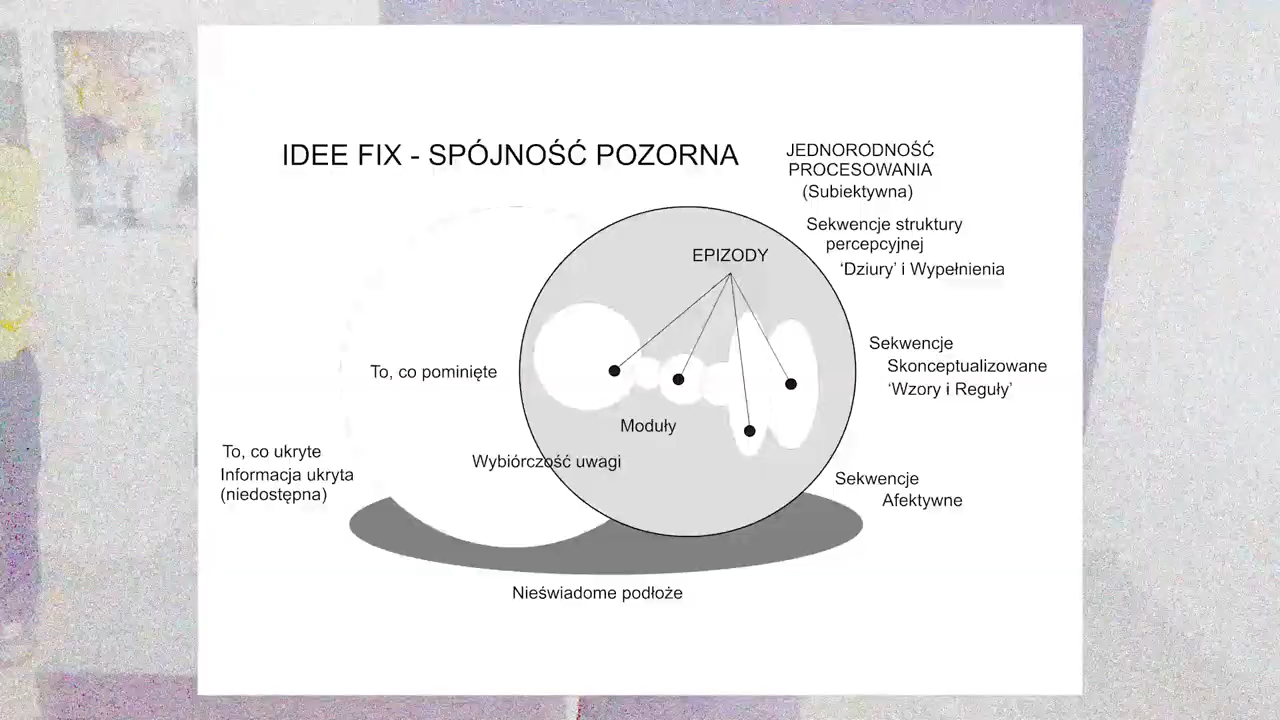 IDEE FIX - SPÓJNOŚĆ POZORNA
JEDNORODNOŚĆ
PROCESOWANIA
(Subiektywna)
Sekwencje struktury
percepcyjnej
‘Dziury’ i Wypełnienia
EPIZODY
Sekwencje
Skonceptualizowane
‘Wzory i Reguły’
To, co pominięte
Moduły
Wybiórczość uwagi
To, co ukryte
Informacja ukryta
(niedostępna)
Sekwencje
Afektywne
Nieświadome podłoże